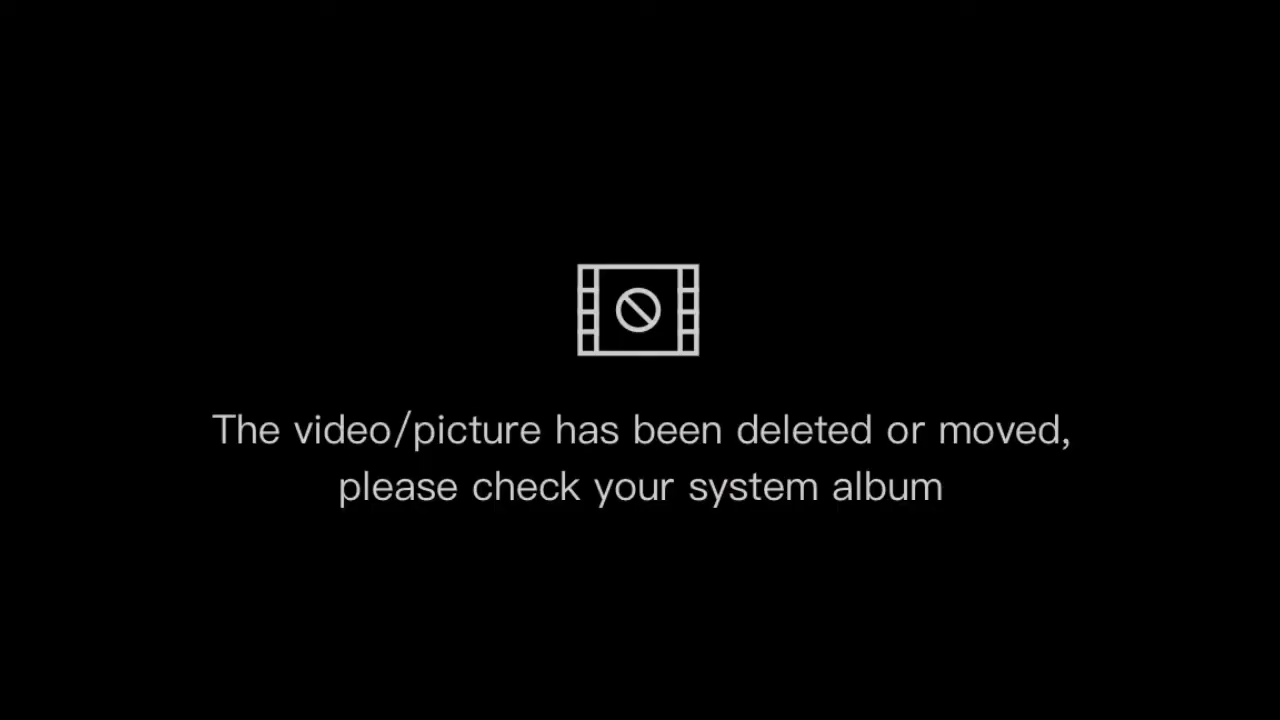 The video/picture has been deleted or moved,
please check your system album